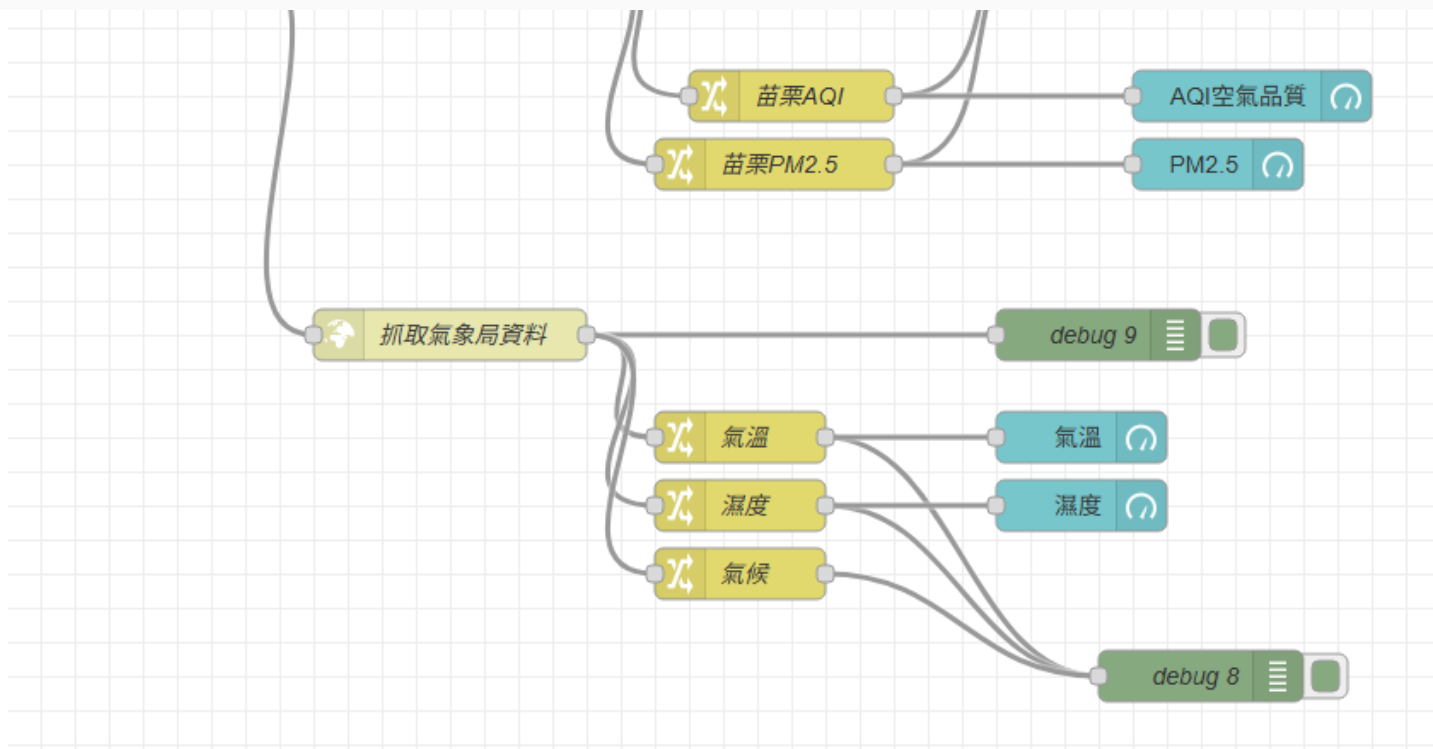 苗栗AQI
AQI空氣品質
苗栗PM2.5
PM2.5
抓取氣象局資料
debug 9
氣溫
氣溫
濕度
濕度
氣候
debug 8